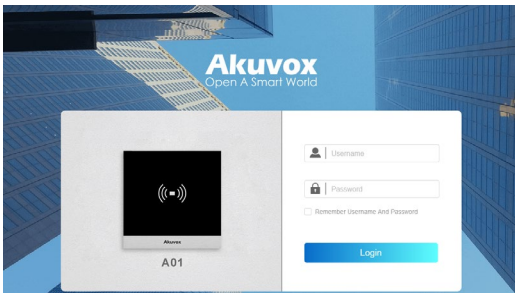 Akuvox
Open A Smart World
Username
Password
Remember Username And Password
Login
Akuvox
A01